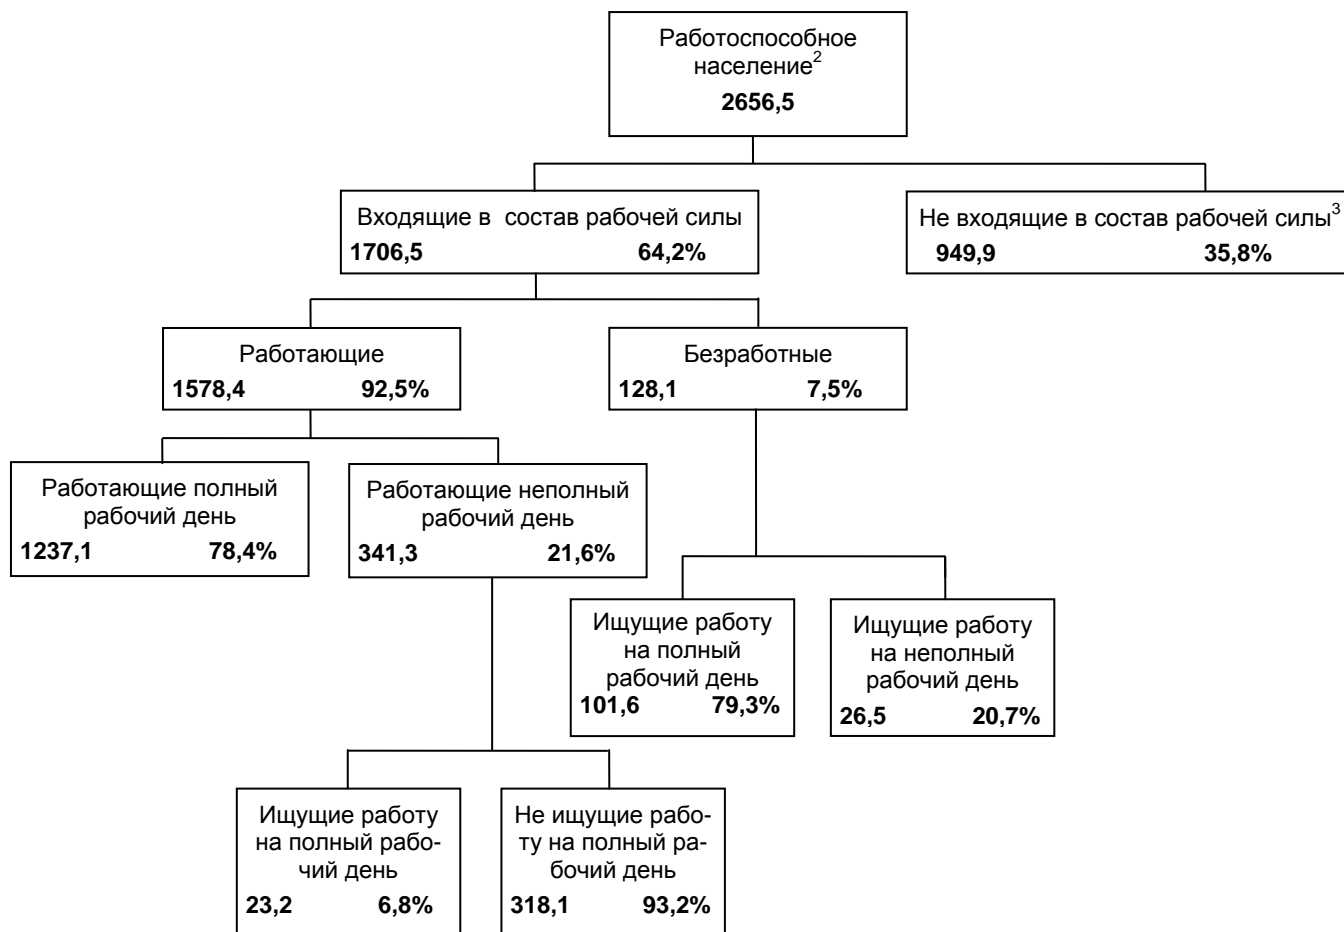 Работоспособное
население²
2656,5
Входящие в состав рабочей силы
1706,5 64,2%
Не входящие в состав рабочей силы³
949,9 35,8%
Работающие
1578,4 92,5%
Безработные
128,1 7,5%
Работающие полный
рабочий день
1237,1 78,4%
Работающие неполный
рабочий день
341,3 21,6%
Ищущие работу
на полный
рабочий день
101,6 79,3%
Ищущие работу
на неполный
рабочий день
26,5 20,7%
Ищущие работу
на полный рабо-
чий день
23,2 6,8%
Не ищущие рабо-
ту на полный ра-
бочий день
318,1 93,2%